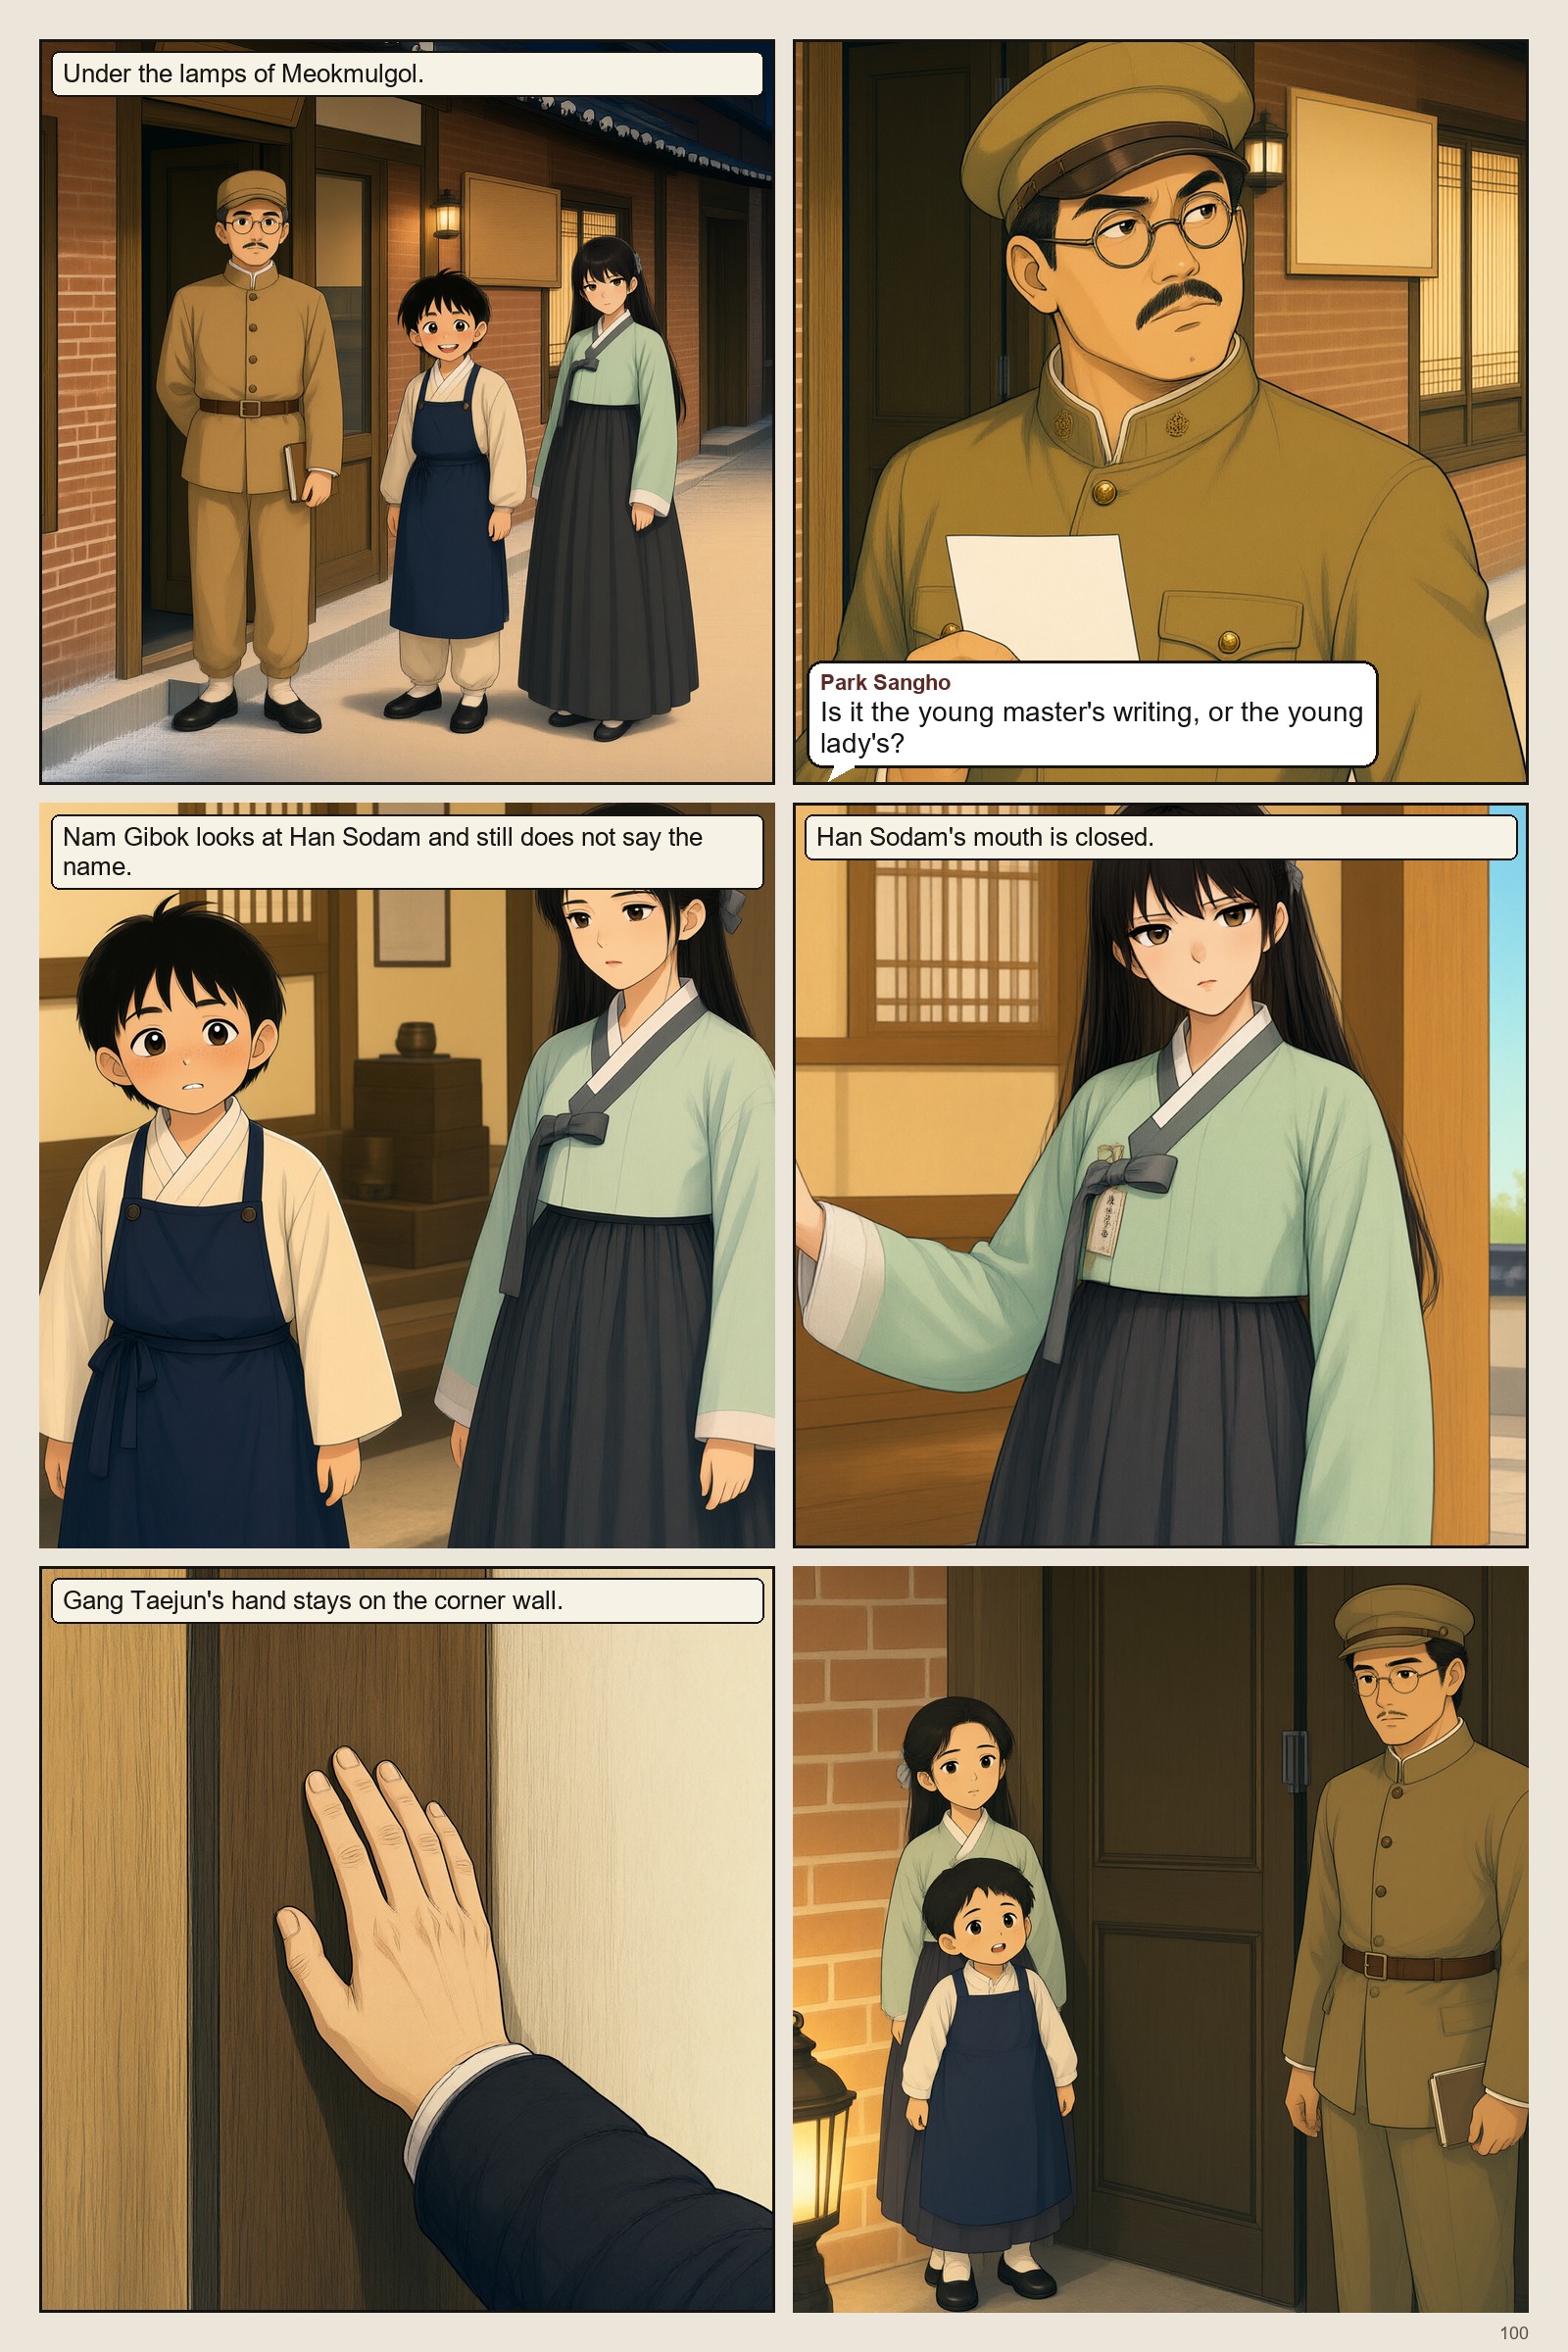 Under the lamps of Meokmulgol.
Park Sangho
Is it the young master's writing, or the young
lady's?
Nam Gibok looks at Han Sodam and still does not say the
name.
Han Sodam's mouth is closed.
Gang Taejun's hand stays on the corner wall.
100